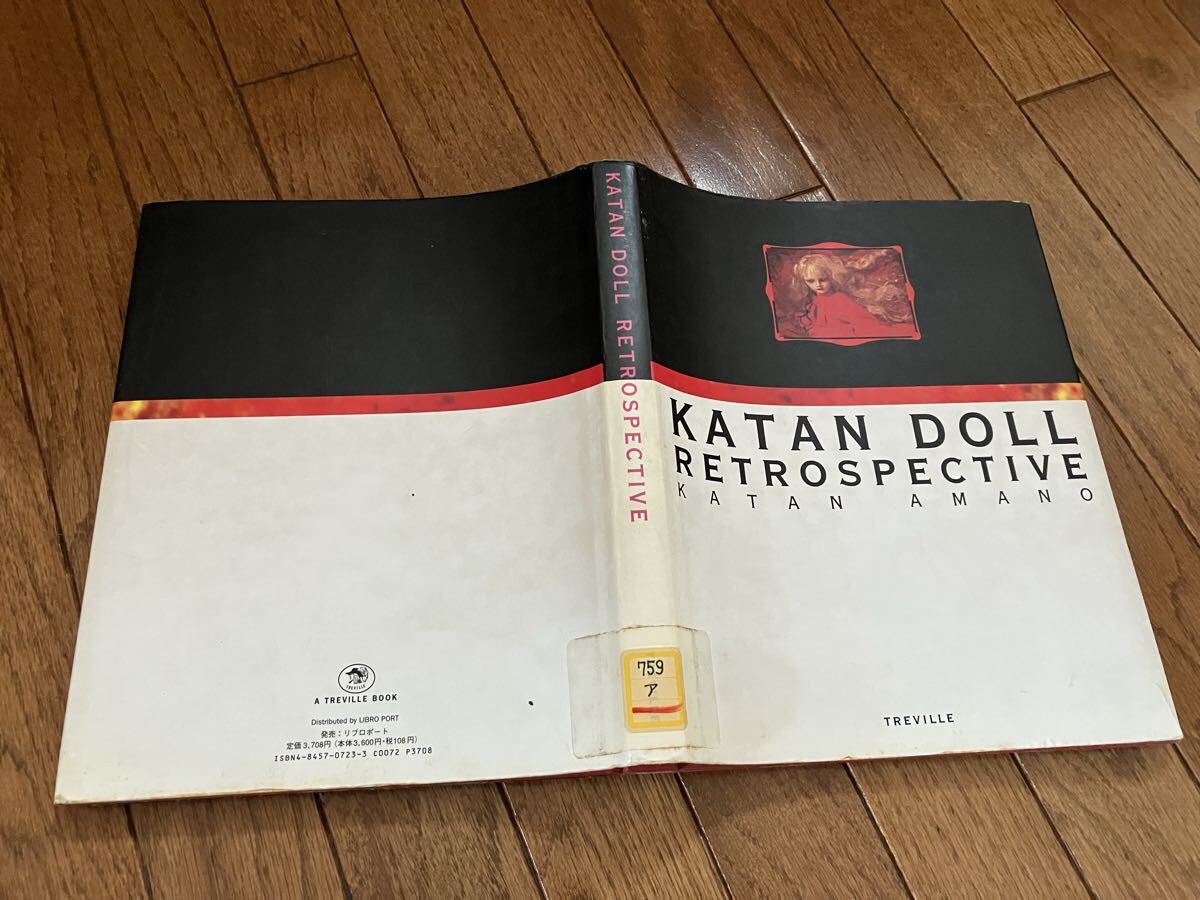 KATAN DOLL RETROSPECTIVE
KATAN DOLL
RETROSPECTIVE
KATAN AMANO
TREVILLE
759
ア
TREVILLE
A TREVILLE BOOK
Distributed by LIBRO PORT
発売:リブロポート
定価3,708円(本体3,600円・税108円)
ISBN4-8457-0723-3 C0072 P3708